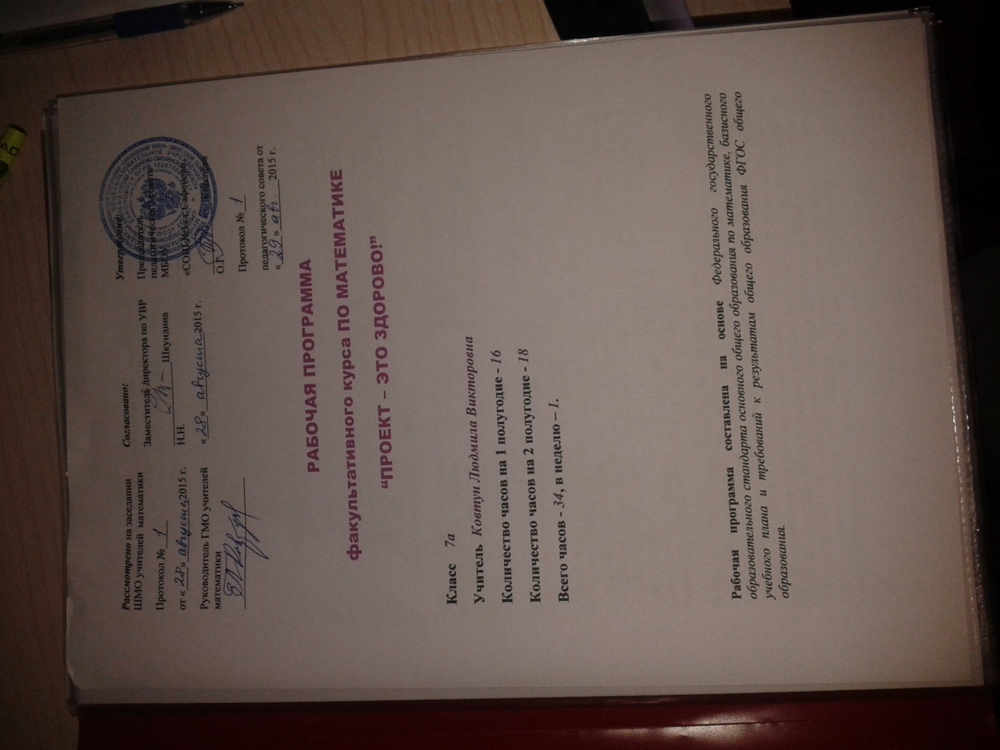 Рассмотрено на заседании
ШМО учителей математики
Протокол № 1
от «28» августа 2015 г.
Руководитель ГМО учителей
математики
Согласовано:
Заместитель директора по УВР
Шкундина
Н.Н.
«28» августа 2015 г.
Утверждено:
Председатель
педагогического совета
МБОУ
«СОШ №3» г. Сафоново
О.Г.
Протокол № 1
педагогического совета от
«29» авг. 2015 г.
РАБОЧАЯ ПРОГРАММА
факультативного курса ПО МАТЕМАТИКЕ
“ПРОЕКТ – ЭТО ЗДОРОВО!”
Класс 7а
Учитель Ковтун Людмила Викторовна
Количество часов на 1 полугодие - 16
Количество часов на 2 полугодие - 18
Всего часов - 34, в неделю – 1.
Рабочая программа составлена на основе Федерального государственного
образовательного стандарта основного общего образования по математике, базисного
учебного плана и требований к результатам общего образования ФГОС общего
образования.